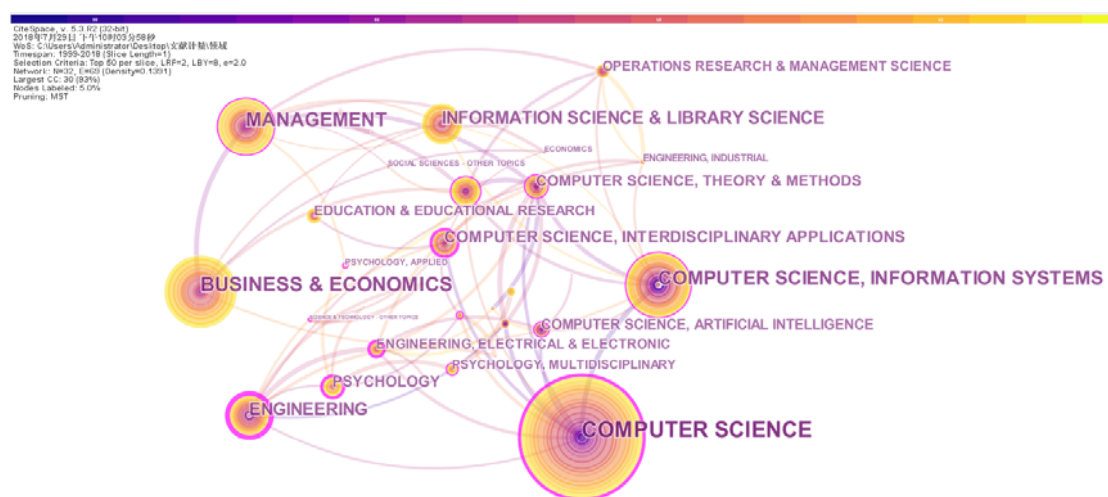 CiteSpace, v. 5.3 R2 (32-bit)
2018年7月29日 下午10时03分58秒
WoS: C:\Users\Administrator\Desktop\文献计量\领域
Timespan: 1999-2018 (Slice Length=1)
Selection Criteria: Top 50 per slice, LRF=2, LBY=8, e=2.0
Network: N=32, E=69 (Density=0.1391)
Largest CC: 30 (93%)
Nodes Labeled: 5.0%
Pruning: MST
OPERATIONS RESEARCH & MANAGEMENT SCIENCE
MANAGEMENT
INFORMATION SCIENCE & LIBRARY SCIENCE
ECONOMICS
SOCIAL SCIENCES - OTHER TOPICS
ENGINEERING, INDUSTRIAL
COMPUTER SCIENCE, THEORY & METHODS
EDUCATION & EDUCATIONAL RESEARCH
COMPUTER SCIENCE, INTERDISCIPLINARY APPLICATIONS
PSYCHOLOGY, APPLIED
BUSINESS & ECONOMICS
COMPUTER SCIENCE, INFORMATION SYSTEMS
SCIENCE & TECHNOLOGY - OTHER TOPICS
COMPUTER SCIENCE, ARTIFICIAL INTELLIGENCE
ENGINEERING, ELECTRICAL & ELECTRONIC
PSYCHOLOGY, MULTIDISCIPLINARY
PSYCHOLOGY
ENGINEERING
COMPUTER SCIENCE